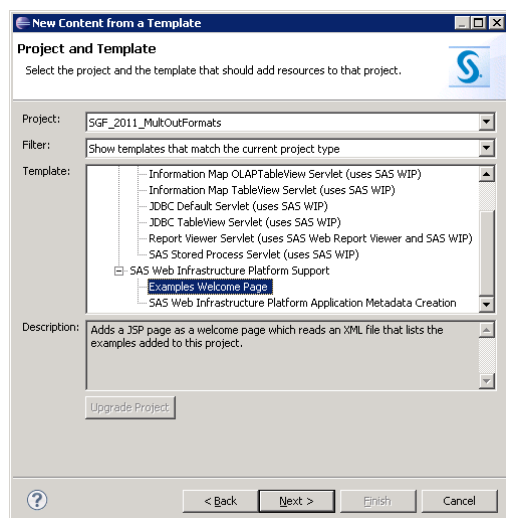 New Content from a Template
Project and Template
Select the project and the template that should add resources to that project.
Project:
SGF_2011_MultOutFormats
Filter:
Show templates that match the current project type
Template:
Information Map OLAPTableView Servlet (uses SAS WIP)
Information Map TableView Servlet (uses SAS WIP)
JDBC Default Servlet (uses SAS WIP)
JDBC TableView Servlet (uses SAS WIP)
Report Viewer Servlet (uses SAS Web Report Viewer and SAS WIP)
SAS Stored Process Servlet (uses SAS WIP)
SAS Web Infrastructure Platform Support
Examples Welcome Page
SAS Web Infrastructure Platform Application Metadata Creation
Description:
Adds a JSP page as a welcome page which reads an XML file that lists the
examples added to this project.
Upgrade Project
?
< Back
Next >
Finish
Cancel